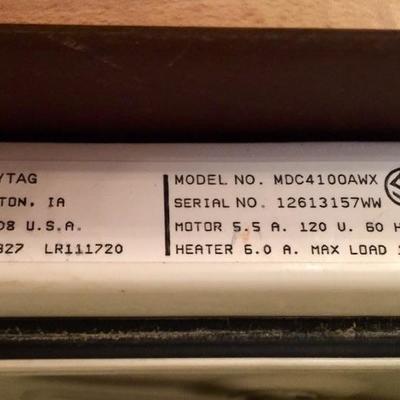 YTAG
TON, IA
08 U.S.A.
327 LR111720
MODEL NO. MDC4100AWX
SERIAL NO. 12613157WW
MOTOR 5.5 A. 120 V. 60 H
HEATER 6.0 A. MAX LOAD 1